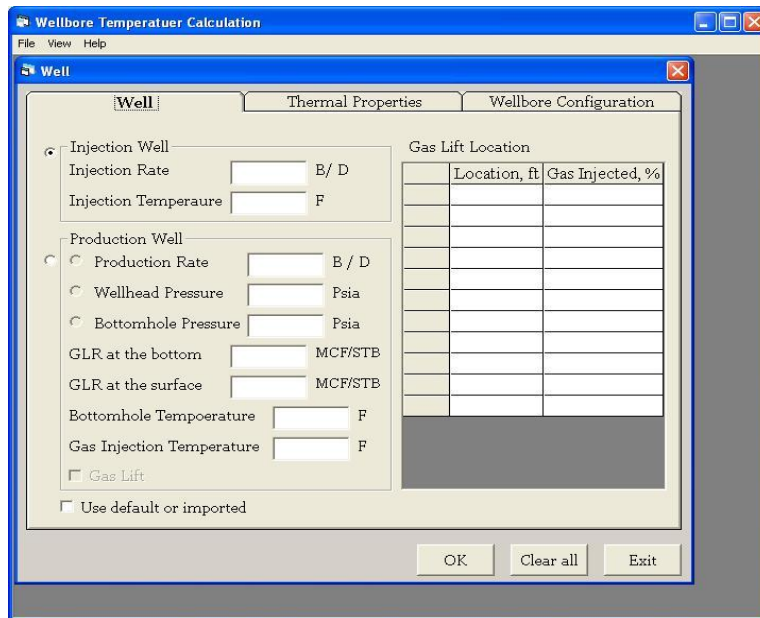 Wellbore Temperatuer Calculation
File View Help
Well
Well Thermal Properties Wellbore Configuration
Injection Well
Injection Rate B/ D
Injection Temperaure F
Production Well
Production Rate B / D
Wellhead Pressure Psia
Bottomhole Pressure Psia
GLR at the bottom MCF/STB
GLR at the surface MCF/STB
Bottomhole Tempoerature F
Gas Injection Temperature F
Gas Lift
Use default or imported
Gas Lift Location
Location, ft Gas Injected, %
OK Clear all Exit